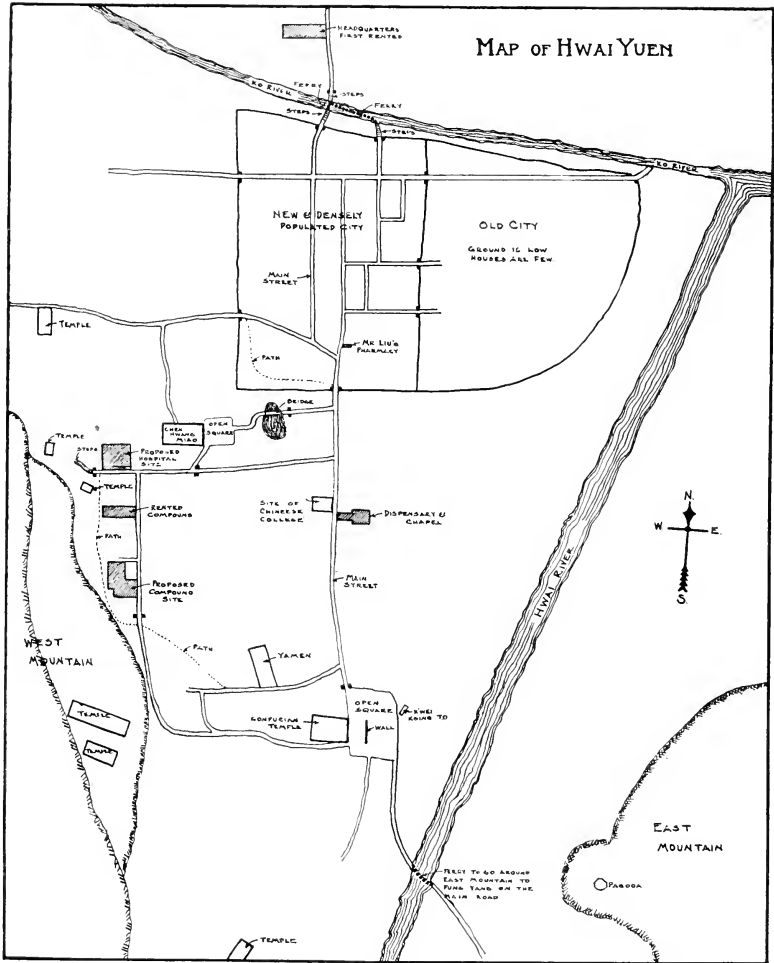 MAP OF HWAI YUEN
HEADQUARTERS
FIRST RENTED
KO RIVER
FERRY
STEPS
STEPS
FERRY
STEPS
KO RIVER
NEW & DENSELY
POPULATED CITY
OLD CITY
GROUND IS LOW
HOUSES ARE FEW
MAIN
STREET
TEMPLE
PATH
MR LIU'S
PHARMACY
BRIDGE
CHEN
HWANG
MIAO
OPEN
SQUARE
TEMPLE
STEPS
PROPOSED
HOSPITAL
SITE
TEMPLE
RENTED
COMPOUND
SITE OF
CHINEESE
COLLEGE
DISPENSARY &
CHAPEL
N.
W
E.
S.
PATH
PROPOSED
COMPOUND
SITE
MAIN
STREET
HWAI RIVER
WEST
MOUNTAIN
PATH
YAMEN
TEMPLE
TEMPLE
CONFUCIAN
TEMPLE
OPEN
SQUARE
WALL
KONG TO
EAST
MOUNTAIN
PAGODA
FERRY TO GO AROUND
EAST MOUNTAIN TO
FUNG YANG ON THE
MAIN ROAD
TEMPLE